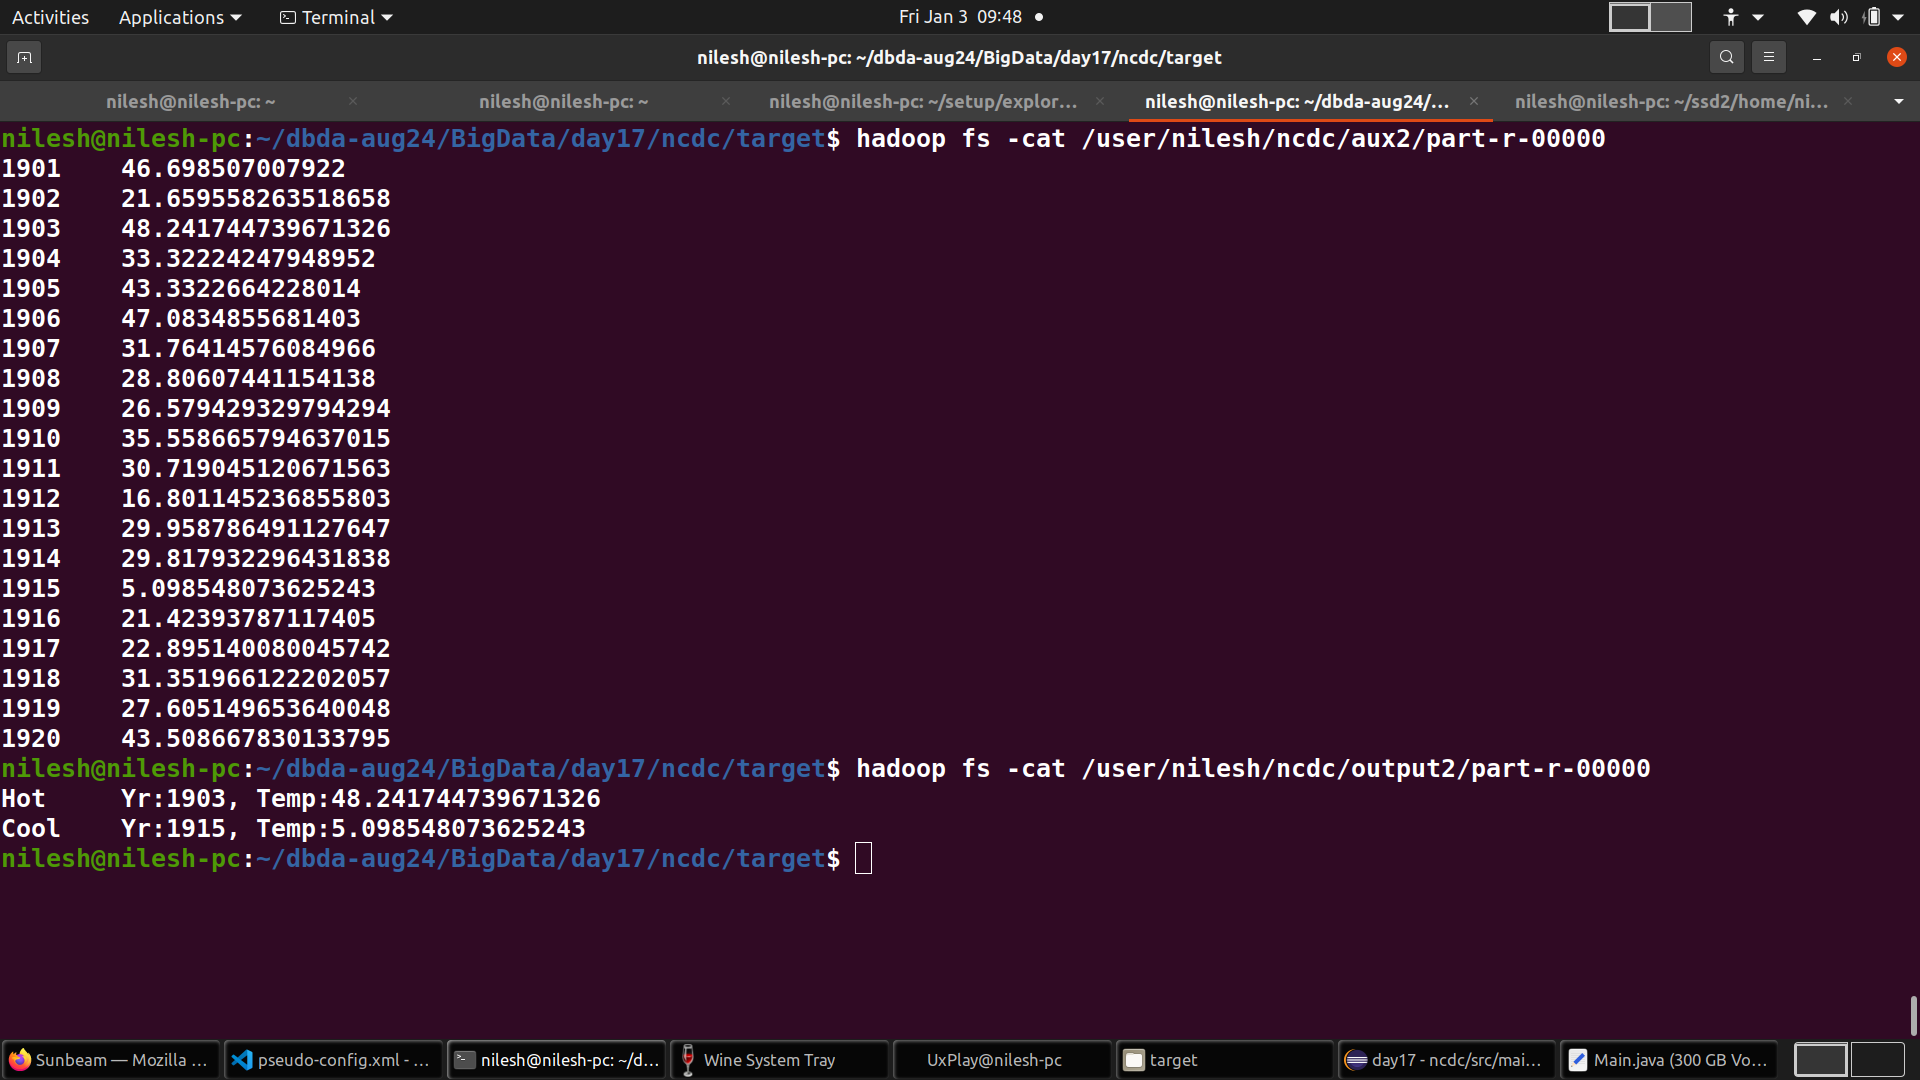 Activities Applications Terminal Fri Jan 3 09:48
nilesh@nilesh-pc: ~/dbda-aug24/BigData/day17/ncdc/target
nilesh@nilesh-pc: ~ nilesh@nilesh-pc: ~ nilesh@nilesh-pc: ~/setup/explor... nilesh@nilesh-pc: ~/dbda-aug24/... nilesh@nilesh-pc: ~/ssd2/home/ni...
nilesh@nilesh-pc:~/dbda-aug24/BigData/day17/ncdc/target$ hadoop fs -cat /user/nilesh/ncdc/aux2/part-r-00000
1901 46.698507007922
1902 21.659558263518658
1903 48.241744739671326
1904 33.32224247948952
1905 43.3322664228014
1906 47.0834855681403
1907 31.76414576084966
1908 28.80607441154138
1909 26.579429329794294
1910 35.558665794637015
1911 30.719045120671563
1912 16.801145236855803
1913 29.958786491127647
1914 29.817932296431838
1915 5.098548073625243
1916 21.42393787117405
1917 22.895140080045742
1918 31.351966122202057
1919 27.605149653640048
1920 43.508667830133795
nilesh@nilesh-pc:~/dbda-aug24/BigData/day17/ncdc/target$ hadoop fs -cat /user/nilesh/ncdc/output2/part-r-00000
Hot Yr:1903, Temp:48.241744739671326
Cool Yr:1915, Temp:5.098548073625243
nilesh@nilesh-pc:~/dbda-aug24/BigData/day17/ncdc/target$
Sunbeam — Mozilla ... pseudo-config.xml - ... nilesh@nilesh-pc: ~/d... Wine System Tray UxPlay@nilesh-pc target day17 - ncdc/src/mai... Main.java (300 GB Vo...